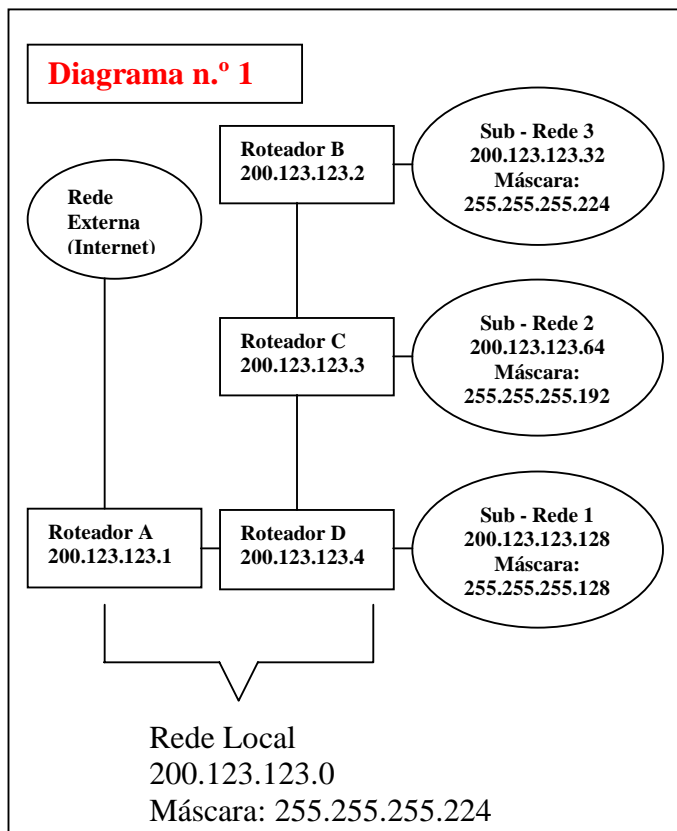 Diagrama n.º 1
Rede
Externa
(Internet)
Roteador B
200.123.123.2
Sub - Rede 3
200.123.123.32
Máscara:
255.255.255.224
Roteador C
200.123.123.3
Sub - Rede 2
200.123.123.64
Máscara:
255.255.255.192
Roteador A
200.123.123.1
Roteador D
200.123.123.4
Sub - Rede 1
200.123.123.128
Máscara:
255.255.255.128
Rede Local
200.123.123.0
Máscara: 255.255.255.224